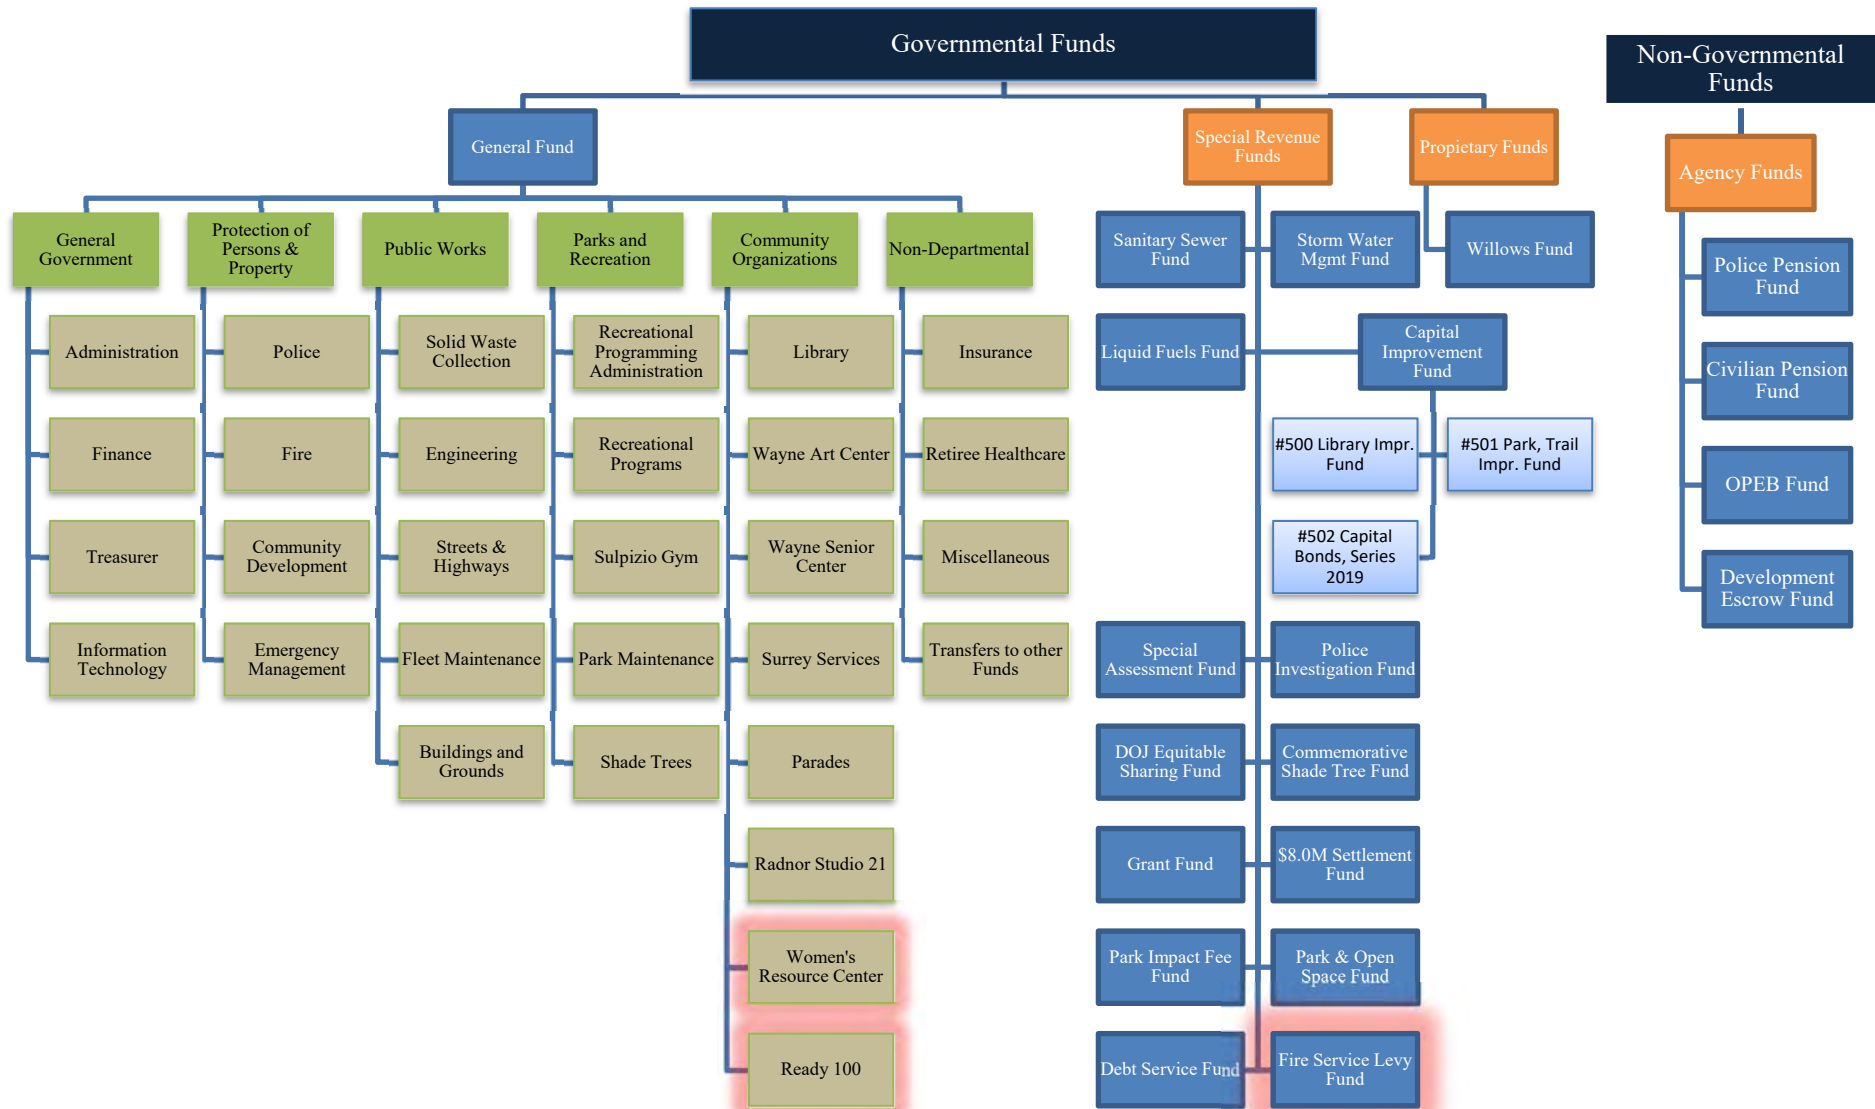 Governmental Funds
Non-Governmental
Funds
General Fund
Special Revenue
Funds
Propietary Funds
Agency Funds
General
Government
Administration
Finance
Treasurer
Information
Technology
Protection of
Persons &
Property
Police
Fire
Community
Development
Emergency
Management
Public Works
Solid Waste
Collection
Engineering
Streets &
Highways
Fleet Maintenance
Buildings and
Grounds
Parks and
Recreation
Recreational
Programming
Administration
Recreational
Programs
Sulpizio Gym
Park Maintenance
Shade Trees
Community
Organizations
Library
Wayne Art Center
Wayne Senior
Center
Surrey Services
Parades
Radnor Studio 21
Women's
Resource Center
Ready 100
Non-Departmental
Insurance
Retiree Healthcare
Miscellaneous
Transfers to other
Funds
Sanitary Sewer
Fund
Storm Water
Mgmt Fund
Willows Fund
Liquid Fuels Fund
Capital
Improvement
Fund
#500 Library Impr.
Fund
#501 Park, Trail
Impr. Fund
#502 Capital
Bonds, Series
2019
Special
Assessment Fund
Police
Investigation Fund
DOJ Equitable
Sharing Fund
Commemorative
Shade Tree Fund
Grant Fund
$8.0M Settlement
Fund
Park Impact Fee
Fund
Park & Open
Space Fund
Debt Service Fund
Fire Service Levy
Fund
Police Pension
Fund
Civilian Pension
Fund
OPEB Fund
Development
Escrow Fund